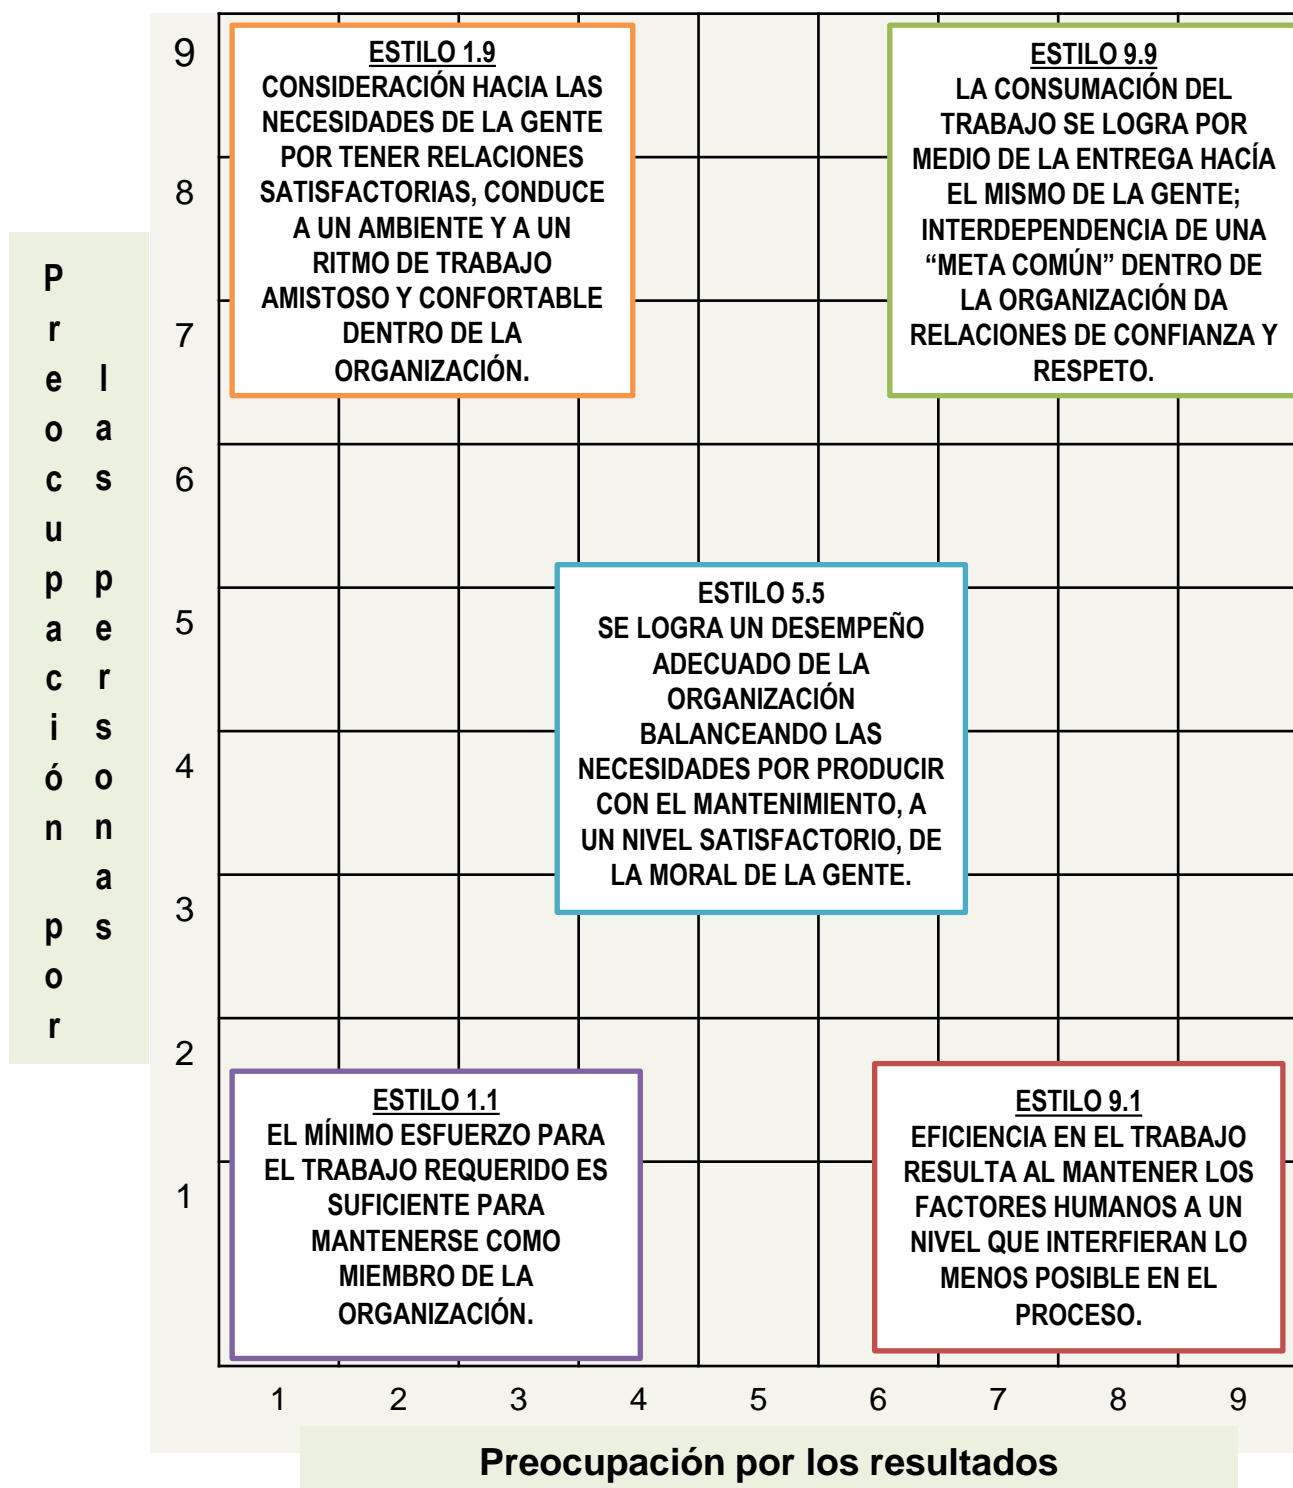 9
8
7
6
5
4
3
2
1
Preocupación por
las personas
ESTILO 1.9
CONSIDERACIÓN HACIA LAS
NECESIDADES DE LA GENTE
POR TENER RELACIONES
SATISFACTORIAS, CONDUCE
A UN AMBIENTE Y A UN
RITMO DE TRABAJO
AMISTOSO Y CONFORTABLE
DENTRO DE LA
ORGANIZACIÓN.
ESTILO 9.9
LA CONSUMACIÓN DEL
TRABAJO SE LOGRA POR
MEDIO DE LA ENTREGA HACÍA
EL MISMO DE LA GENTE;
INTERDEPENDENCIA DE UNA
“META COMÚN” DENTRO DE
LA ORGANIZACIÓN DA
RELACIONES DE CONFIANZA Y
RESPETO.
ESTILO 5.5
SE LOGRA UN DESEMPEÑO
ADECUADO DE LA
ORGANIZACIÓN
BALANCEANDO LAS
NECESIDADES POR PRODUCIR
CON EL MANTENIMIENTO, A
UN NIVEL SATISFACTORIO, DE
LA MORAL DE LA GENTE.
ESTILO 1.1
EL MÍNIMO ESFUERZO PARA
EL TRABAJO REQUERIDO ES
SUFICIENTE PARA
MANTENERSE COMO
MIEMBRO DE LA
ORGANIZACIÓN.
ESTILO 9.1
EFICIENCIA EN EL TRABAJO
RESULTA AL MANTENER LOS
FACTORES HUMANOS A UN
NIVEL QUE INTERFIERAN LO
MENOS POSIBLE EN EL
PROCESO.
1 2 3 4 5 6 7 8 9
Preocupación por los resultados